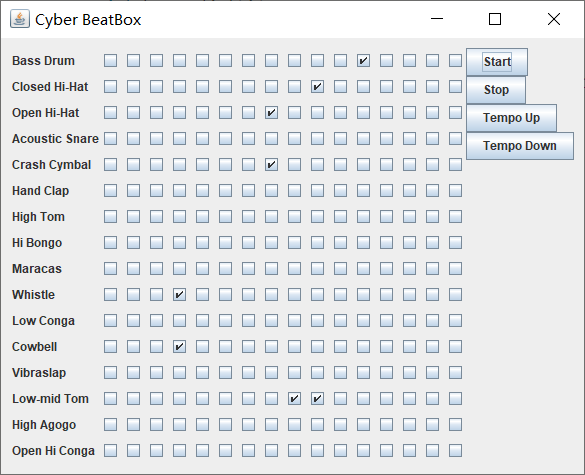 Cyber BeatBox
Bass Drum
Start
Closed Hi-Hat
Stop
Open Hi-Hat
Tempo Up
Acoustic Snare
Tempo Down
Crash Cymbal
Hand Clap
High Tom
Hi Bongo
Maracas
Whistle
Low Conga
Cowbell
Vibraslap
Low-mid Tom
High Agogo
Open Hi Conga